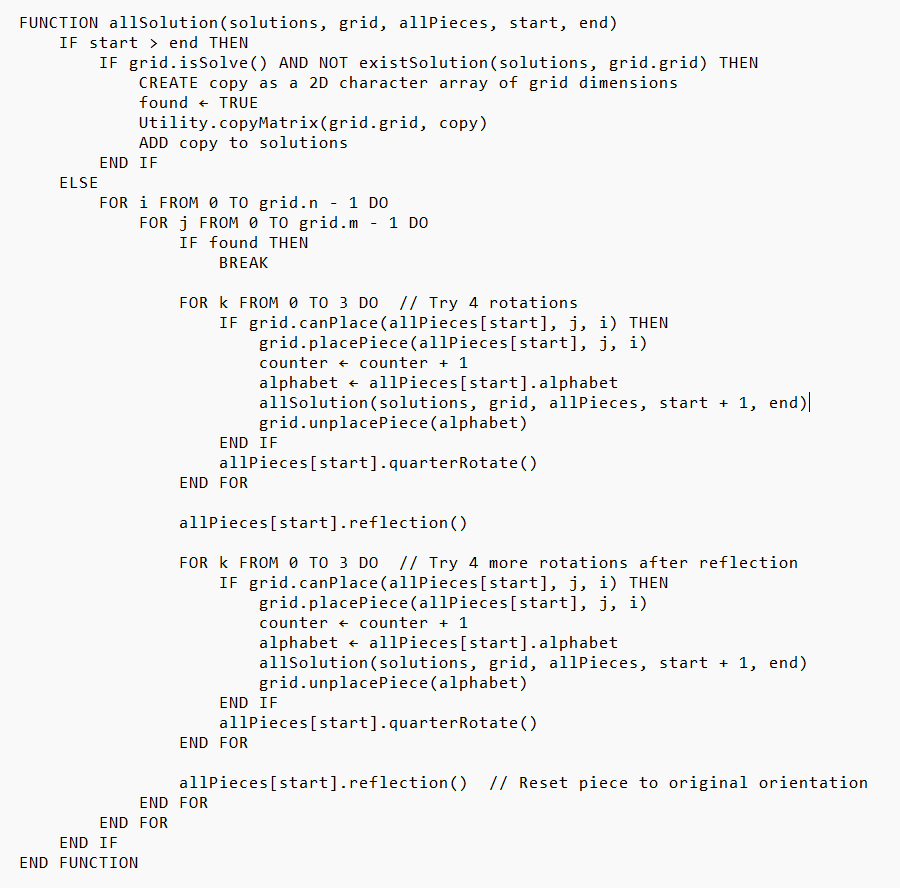 FUNCTION allSolution(solutions, grid, allPieces, start, end)
    IF start > end THEN
        IF grid.isSolve() AND NOT existSolution(solutions, grid.grid) THEN
            CREATE copy as a 2D character array of grid dimensions
            found ← TRUE
            Utility.copyMatrix(grid.grid, copy)
            ADD copy to solutions
        END IF
    ELSE
        FOR i FROM 0 TO grid.n - 1 DO
            FOR j FROM 0 TO grid.m - 1 DO
                IF found THEN
                    BREAK

                FOR k FROM 0 TO 3 DO  // Try 4 rotations
                    IF grid.canPlace(allPieces[start], j, i) THEN
                        grid.placePiece(allPieces[start], j, i)
                        counter ← counter + 1
                        alphabet ← allPieces[start].alphabet
                        allSolution(solutions, grid, allPieces, start + 1, end)
                        grid.unplacePiece(alphabet)
                    END IF
                    allPieces[start].quarterRotate()
                END FOR

                allPieces[start].reflection()

                FOR k FROM 0 TO 3 DO  // Try 4 more rotations after reflection
                    IF grid.canPlace(allPieces[start], j, i) THEN
                        grid.placePiece(allPieces[start], j, i)
                        counter ← counter + 1
                        alphabet ← allPieces[start].alphabet
                        allSolution(solutions, grid, allPieces, start + 1, end)
                        grid.unplacePiece(alphabet)
                    END IF
                    allPieces[start].quarterRotate()
                END FOR

                allPieces[start].reflection()  // Reset piece to original orientation
            END FOR
        END FOR
    END IF
END FUNCTION